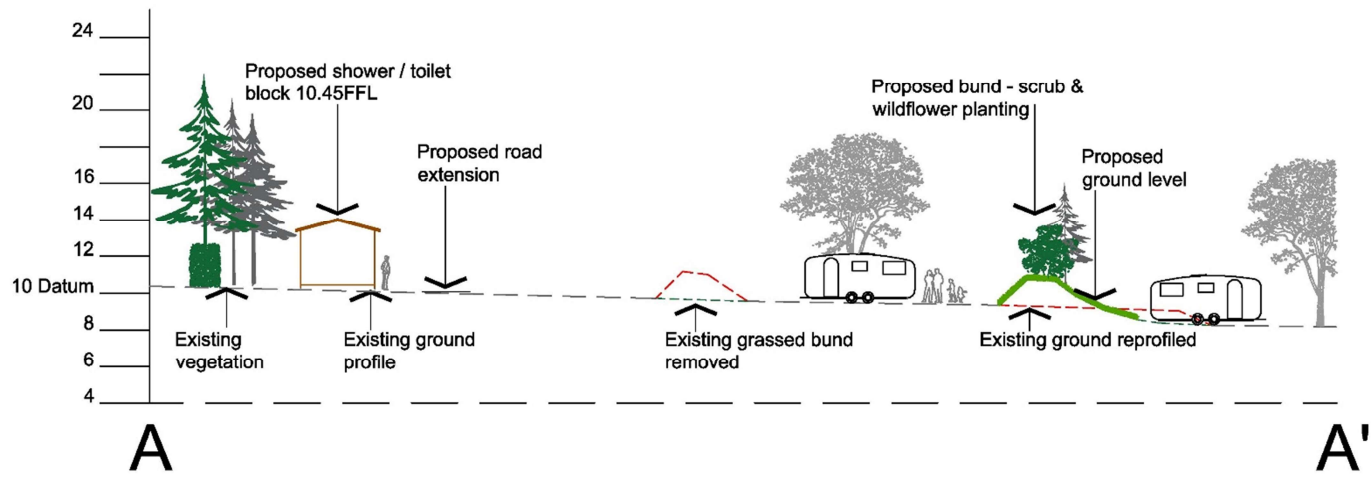 24
20
16
14
12
10 Datum
8
6
4
Proposed shower / toilet
block 10.45FFL
Proposed road
extension
Proposed bund - scrub &
wildflower planting
Proposed
ground level
Existing
vegetation
Existing ground
profile
Existing grassed bund
removed
Existing ground reprofiled
A
A'